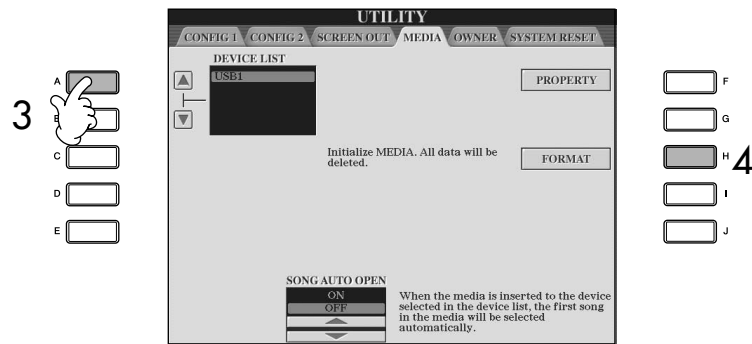 UTILITY
CONFIG 1 CONFIG 2 SCREEN OUT MEDIA OWNER SYSTEM RESET
DEVICE LIST
USB1
PROPERTY
Initialize MEDIA. All data will be
deleted.
FORMAT
SONG AUTO OPEN
ON
OFF
When the media is inserted to the device
selected in the device list, the first song
in the media will be selected
automatically.
3
A
B
C
D
E
F
G
H
4
I
J